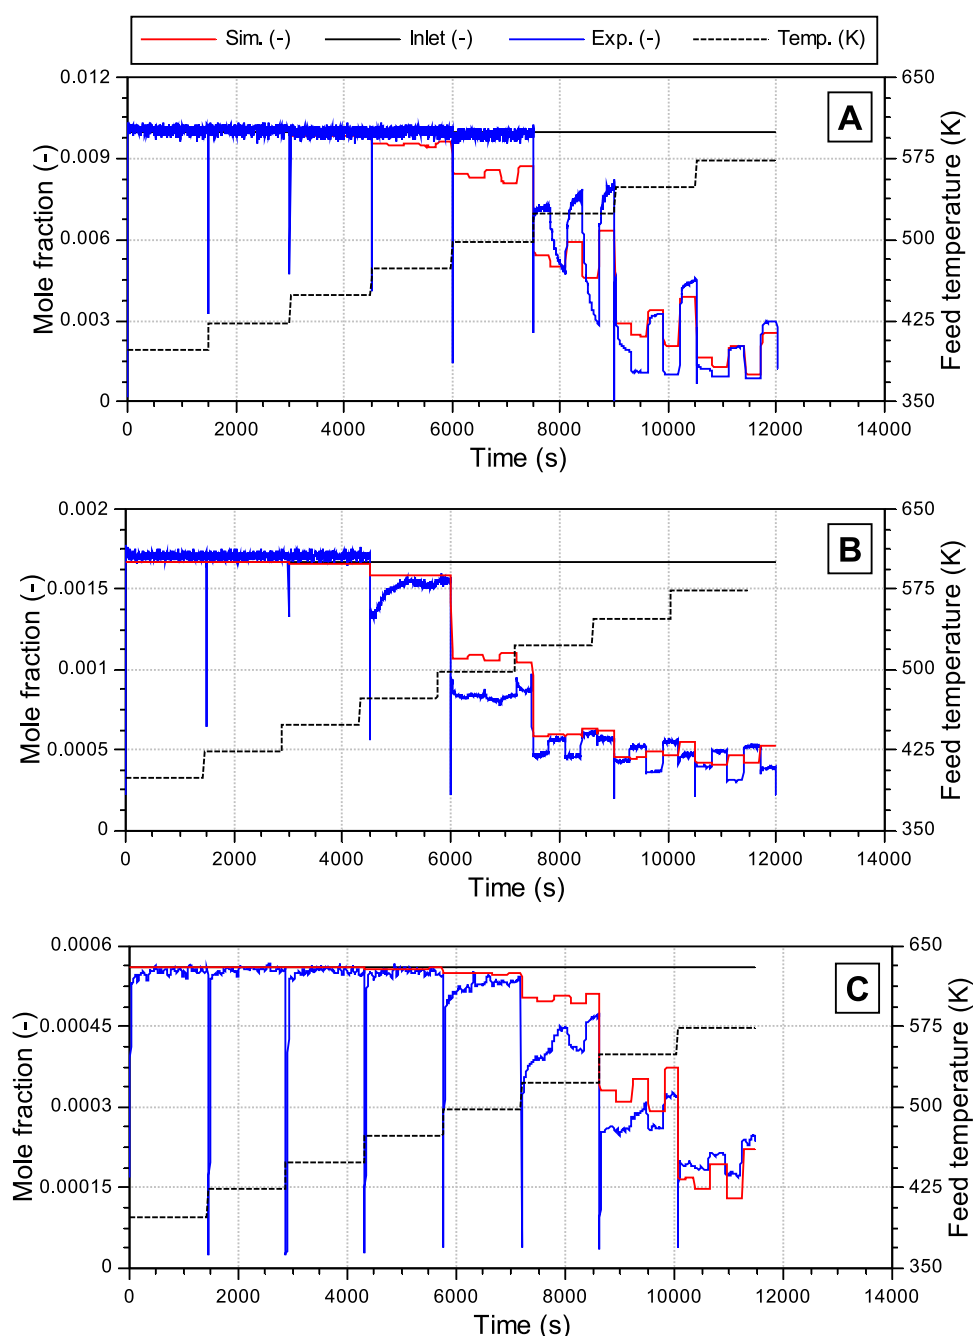 Sim. (-) Inlet (-) Exp. (-) Temp. (K)
0.012 650
A
0.009 575
0.006 500
0.003 425
0 350
0 2000 4000 6000 8000 10000 12000 14000
Mole fraction (-)
Feed temperature (K)
Time (s)
0.002 650
B
0.0015 575
0.001 500
0.0005 425
0 350
0 2000 4000 6000 8000 10000 12000 14000
Mole fraction (-)
Feed temperature (K)
Time (s)
0.0006 650
C
0.00045 575
0.0003 500
0.00015 425
0 350
0 2000 4000 6000 8000 10000 12000 14000
Mole fraction (-)
Feed temperature (K)
Time (s)